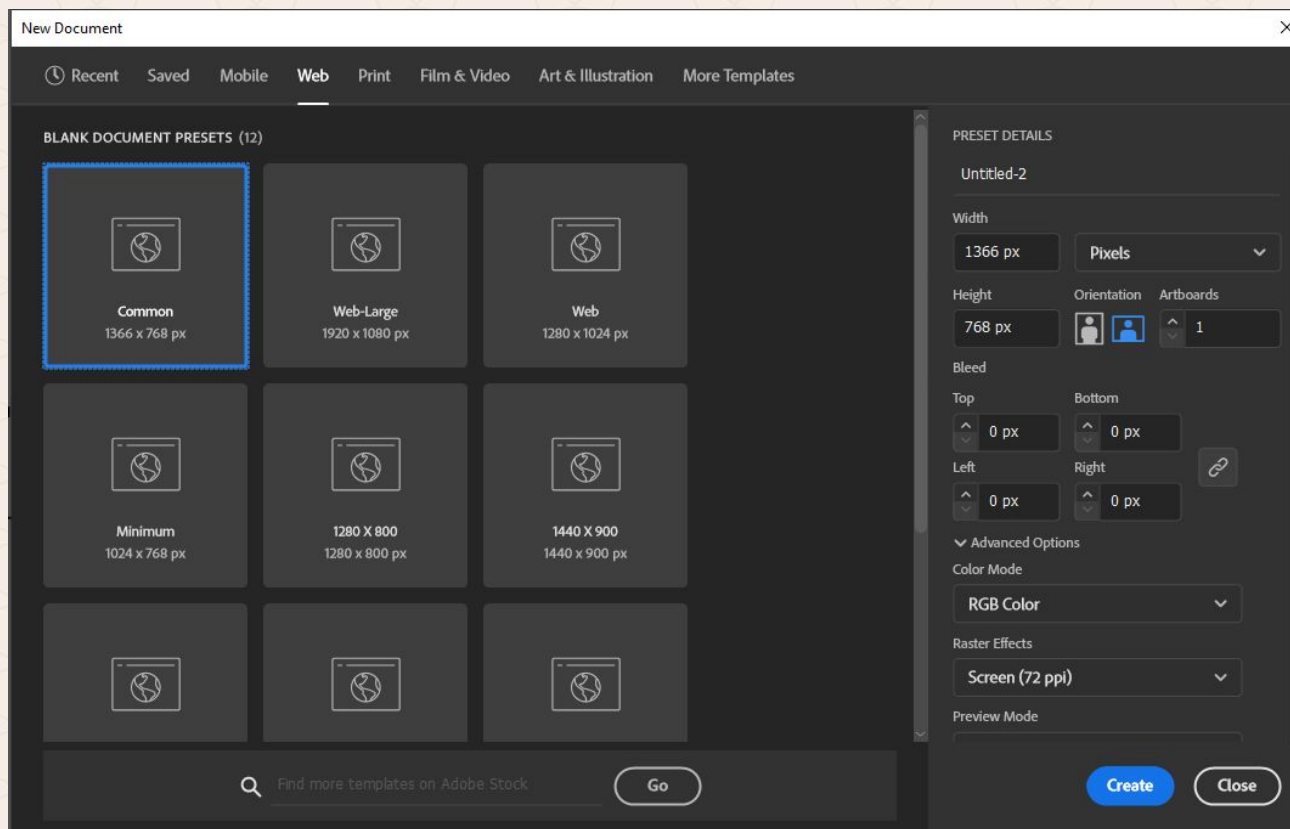 New Document
Recent Saved Mobile Web Print Film & Video Art & Illustration More Templates
BLANK DOCUMENT PRESETS (12)
Common
1366 x 768 px
Web-Large
1920 x 1080 px
Web
1280 x 1024 px
Minimum
1024 x 768 px
1280 X 800
1280 x 800 px
1440 X 900
1440 x 900 px
Find more templates on Adobe Stock
Go
PRESET DETAILS
Untitled-2
Width
1366 px
Pixels
Height
Orientation
Artboards
768 px
1
Bleed
Top
Bottom
0 px
0 px
Left
Right
0 px
0 px
Advanced Options
Color Mode
RGB Color
Raster Effects
Screen (72 ppi)
Preview Mode
Create
Close